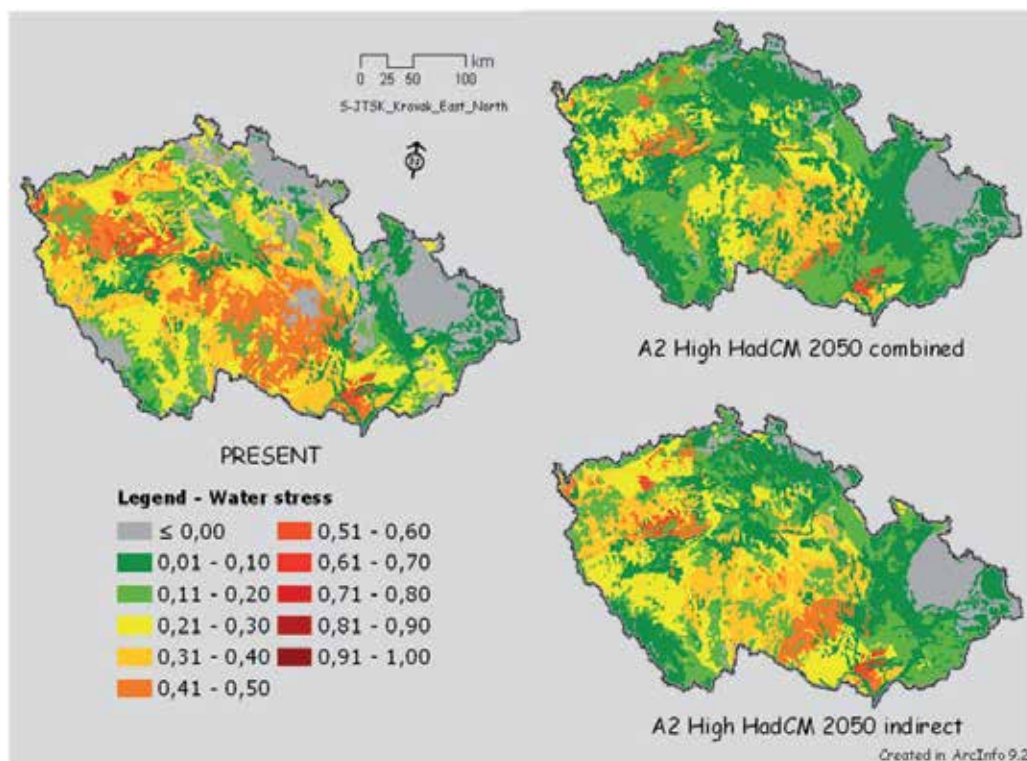 km
0 25 50 100
S-JTSK_Krovak_East_North
PRESENT
Legend - Water stress
≤ 0,00
0,01 - 0,10
0,11 - 0,20
0,21 - 0,30
0,31 - 0,40
0,41 - 0,50
0,51 - 0,60
0,61 - 0,70
0,71 - 0,80
0,81 - 0,90
0,91 - 1,00
A2 High HadCM 2050 combined
A2 High HadCM 2050 indirect
Created in ArcInfo 9.2